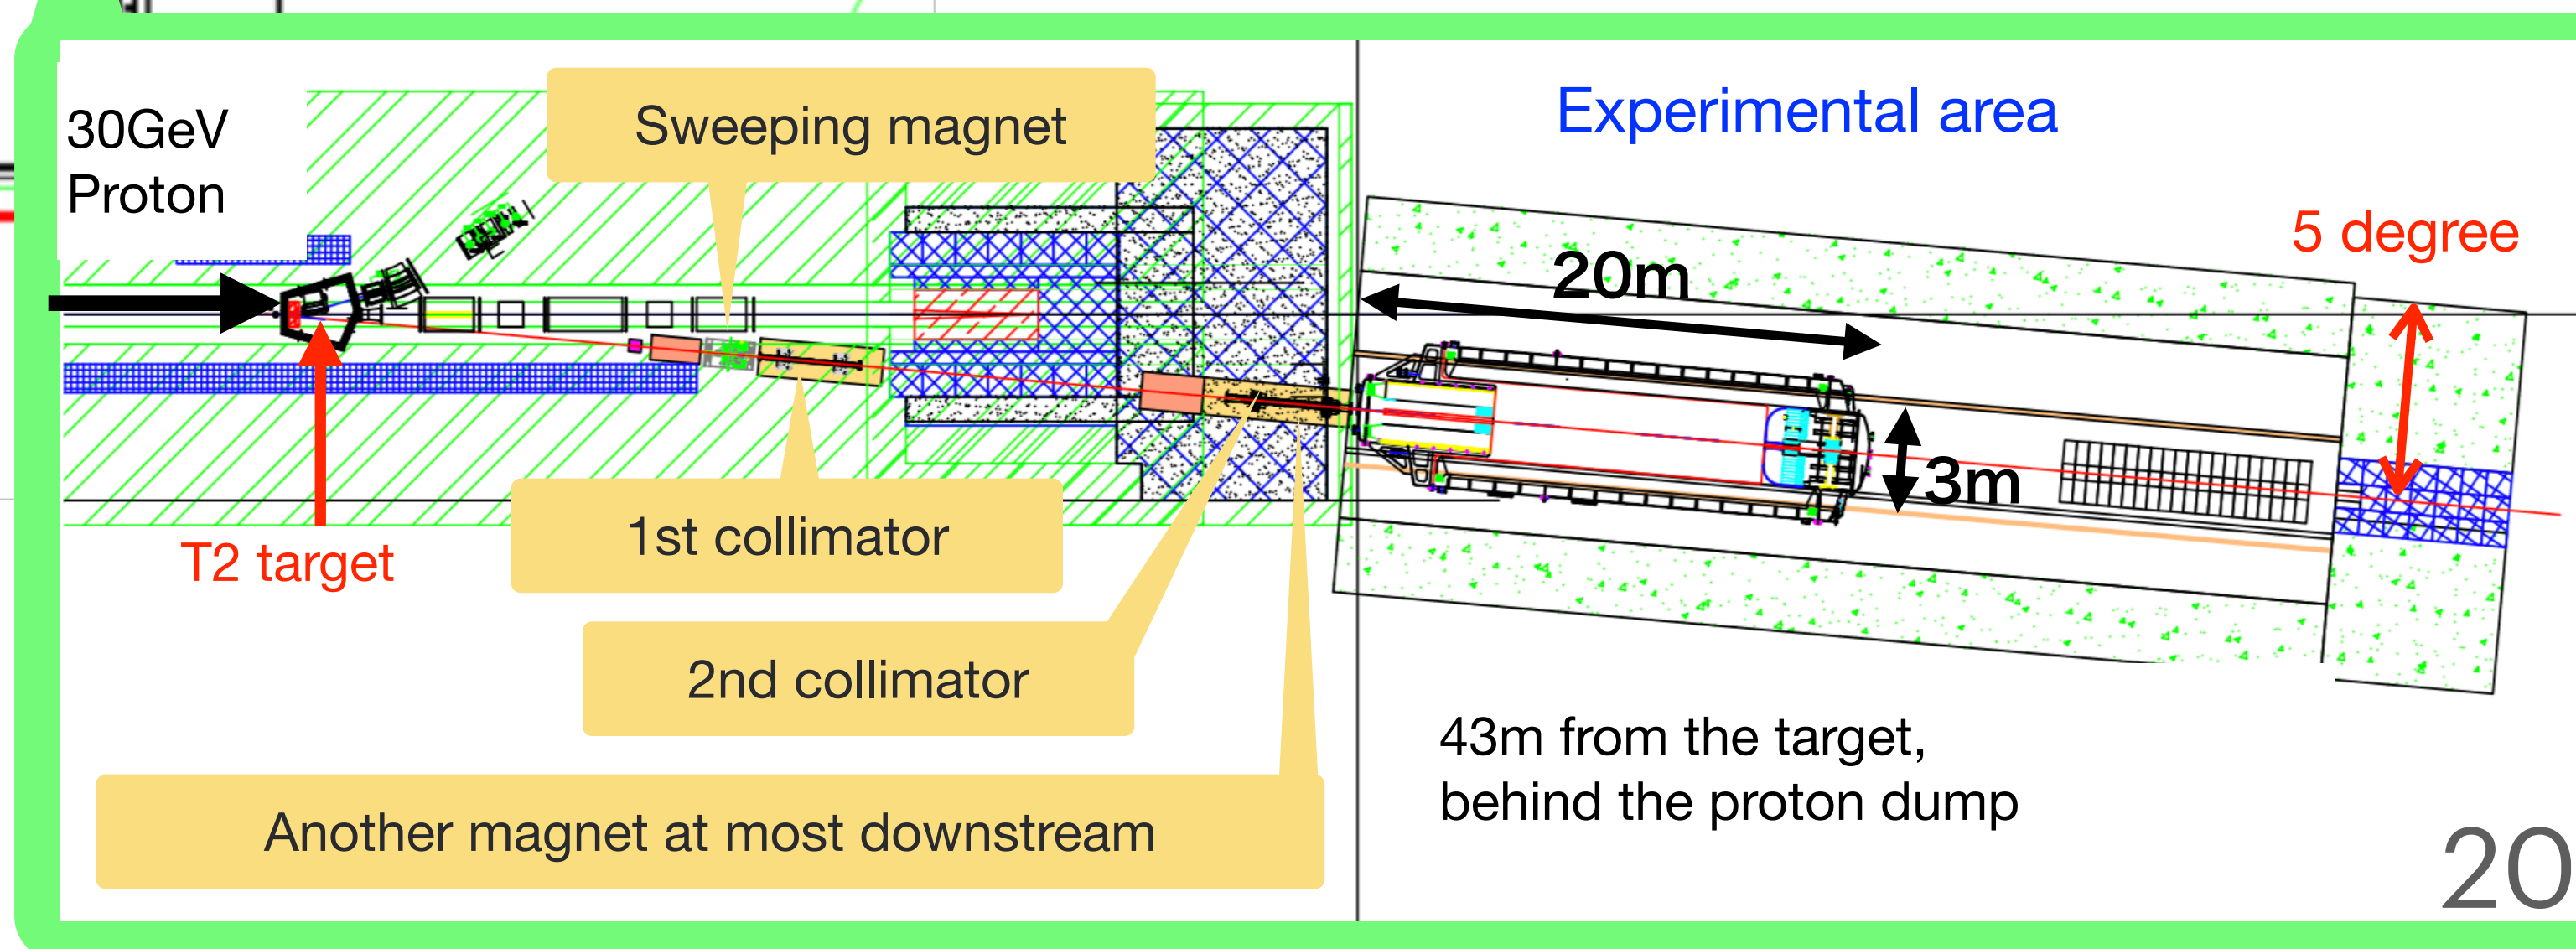 30GeV
Proton
Sweeping magnet
Experimental area
5 degree
20m
3m
T2 target
1st collimator
2nd collimator
Another magnet at most downstream
43m from the target,
behind the proton dump
20